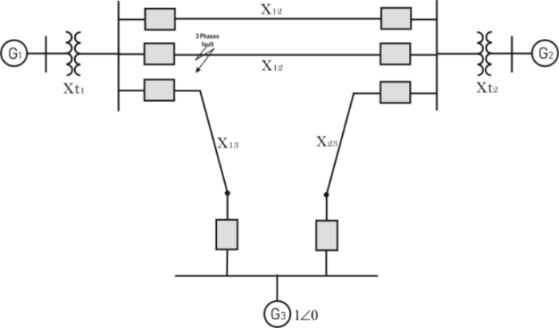 X12
3 Phases
fault
G1
G2
X12
Xt1
Xt2
X13
X23
G3 1∠0